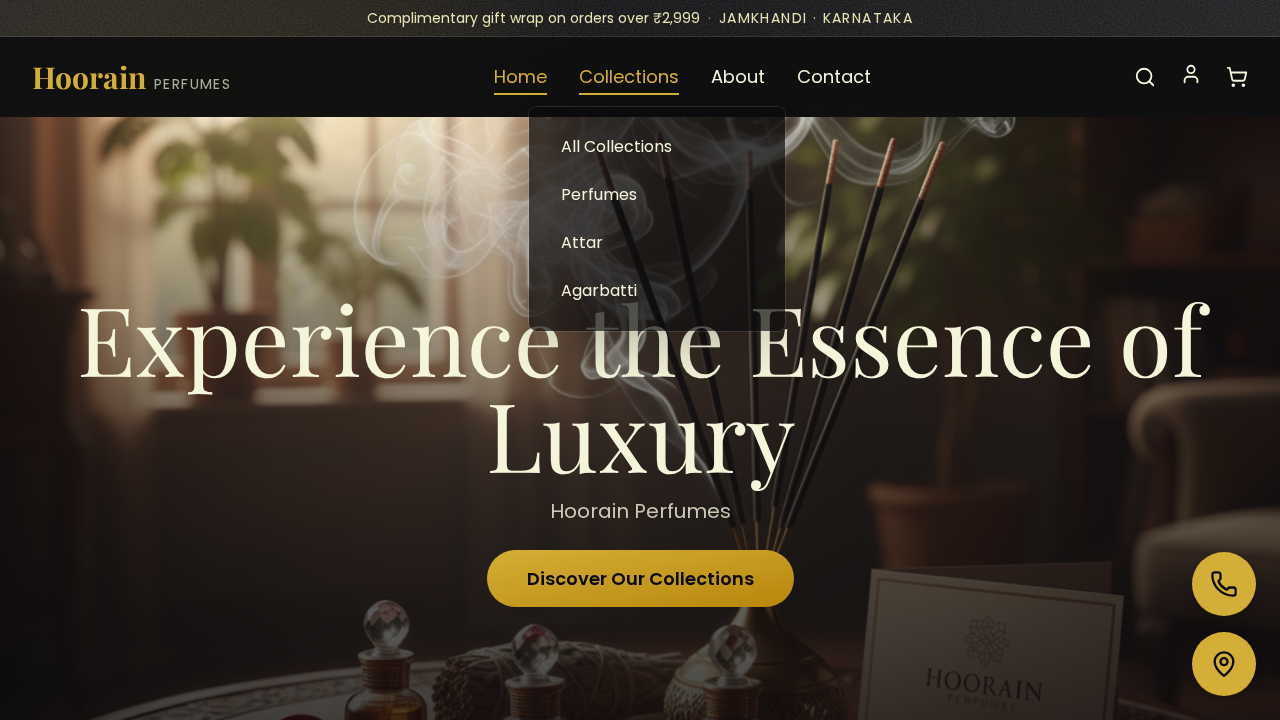 Complimentary gift wrap on orders over ₹2,999 · JAMKHANDI · KARNATAKA
Hoorain PERFUMES
Home Collections About Contact
All Collections
Perfumes
Attar
Agarbatti
Experience the Essence of
Luxury
Hoorain Perfumes
Discover Our Collections
HOORAIN
PERFUMES